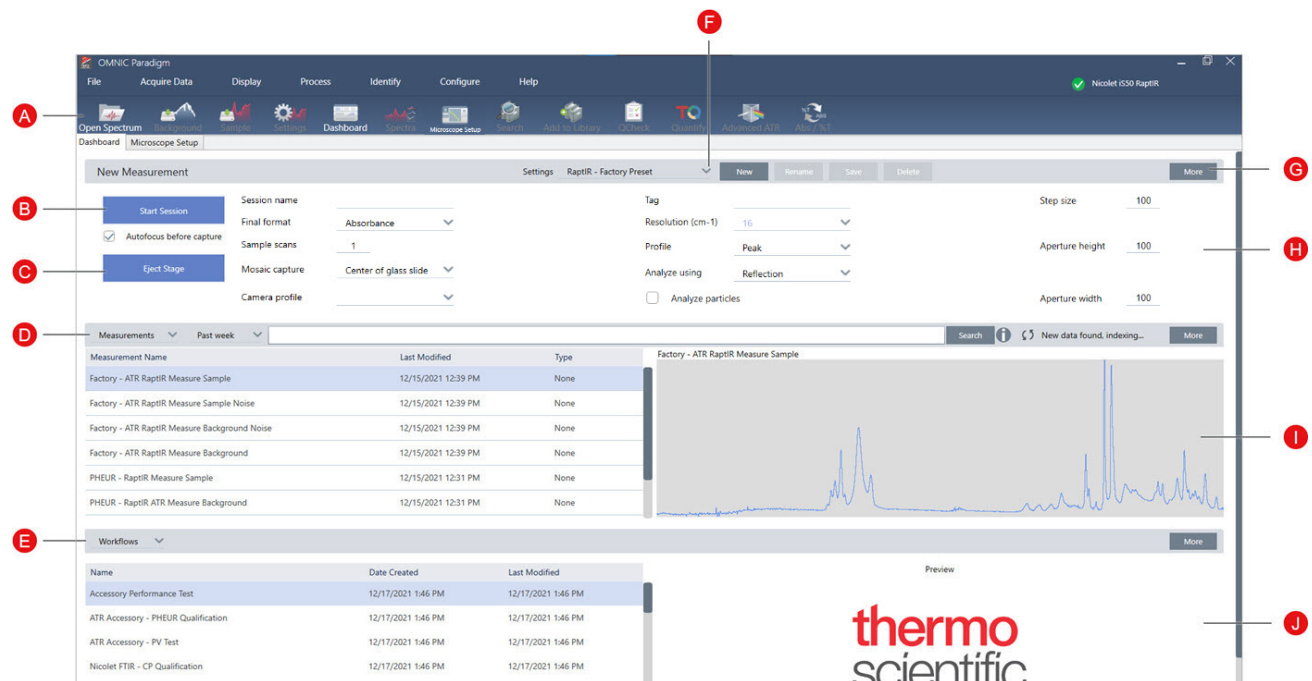 F
OMNIC Paradigm
File Acquire Data Display Process Identify Configure Help
Nicolet iS50 RaptIR
A
Open Spectrum Background Sample Settings Dashboard Spectra Microscope Setup Search Add to Library QCheck Quantify Advanced ATR Abs / %T
Dashboard Microscope Setup
New Measurement Settings RaptIR - Factory Preset New Rename Save Delete More
G
Session name Tag Step size 100
B
Start Session
Final format Absorbance Resolution (cm-1) 16
Autofocus before capture
Sample scans 1 Profile Peak Aperture height 100
H
C
Eject Stage
Mosaic capture Center of glass slide Analyze using Reflection
Camera profile Analyze particles Aperture width 100
D
Measurements Past week Search New data found, indexing... More
Measurement Name Last Modified Type
Factory - ATR RaptIR Measure Sample
Factory - ATR RaptIR Measure Sample 12/15/2021 12:39 PM None
Factory - ATR RaptIR Measure Sample Noise 12/15/2021 12:39 PM None
Factory - ATR RaptIR Measure Background Noise 12/15/2021 12:39 PM None
I
Factory - ATR RaptIR Measure Background 12/15/2021 12:39 PM None
PHEUR - RaptIR Measure Sample 12/15/2021 12:31 PM None
PHEUR - RaptIR ATR Measure Background 12/15/2021 12:31 PM None
E
Workflows More
Name Date Created Last Modified
Preview
Accessory Performance Test 12/17/2021 1:46 PM 12/17/2021 1:46 PM
ATR Accessory - PHEUR Qualification 12/17/2021 1:46 PM 12/17/2021 1:46 PM
ATR Accessory - PV Test 12/17/2021 1:46 PM 12/17/2021 1:46 PM
Nicolet FTIR - CP Qualification 12/17/2021 1:46 PM 12/17/2021 1:46 PM
thermo
scientific
J